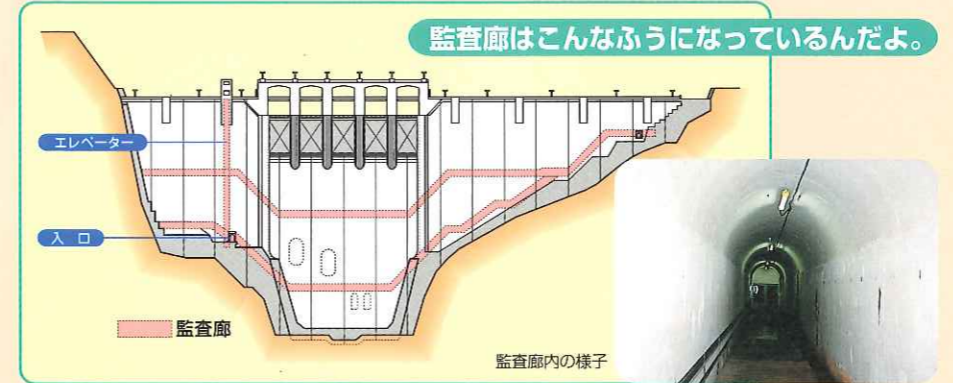 監査廊はこんなふうになっているんだよ。
エレベーター
入口
監査廊
監査廊内の様子